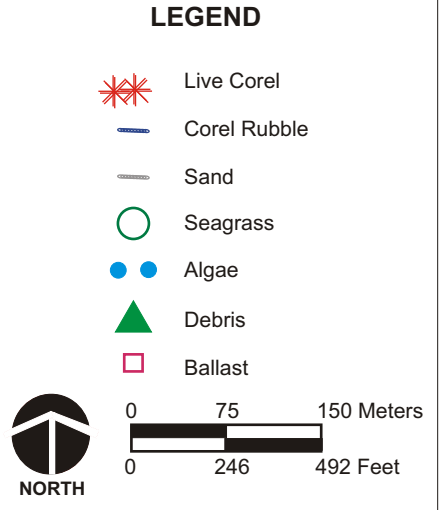 LEGEND
Live Corel
Corel Rubble
Sand
Seagrass
Algae
Debris
Ballast
0 75 150 Meters
0 246 492 Feet
NORTH